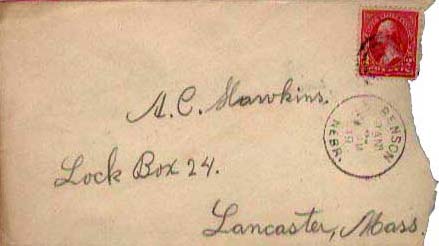 A. C. Hawkins.
Lock Box 24.
Lancaster, Mass.
BENSON
NEBR.